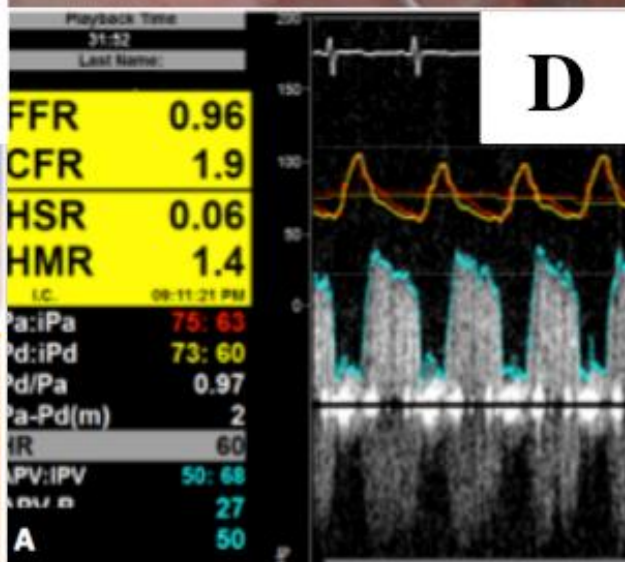 Playback Time
31:52
Last Name:
FFR 0.96
CFR 1.9
HSR 0.06
HMR 1.4
I.C. 09:11:21 PM
Pa:iPa 75: 63
Pd:iPd 73: 60
Pd/Pa 0.97
Pa-Pd(m) 2
HR 60
APV:IPV 50: 68
APV-B 27
A 50
200
150
100
50
0
D